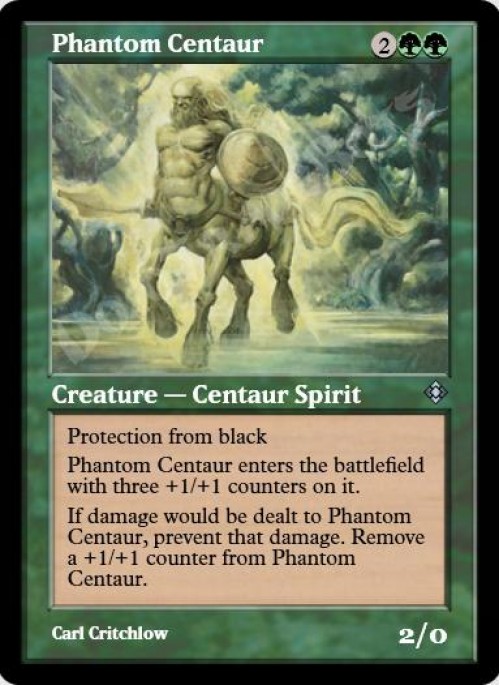 Phantom Centaur 2
Creature — Centaur Spirit
Protection from black
Phantom Centaur enters the battlefield
with three +1/+1 counters on it.
If damage would be dealt to Phantom
Centaur, prevent that damage. Remove
a +1/+1 counter from Phantom
Centaur.
Carl Critchlow 2/0